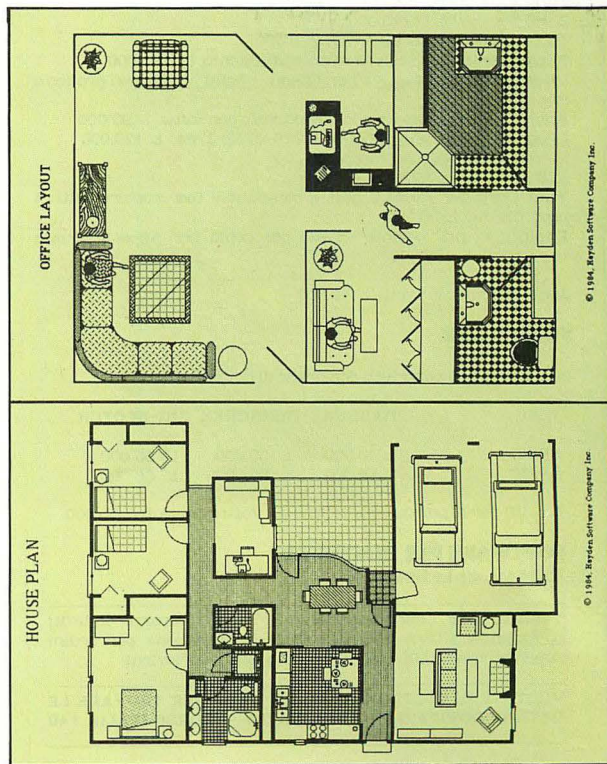 OFFICE LAYOUT
© 1984, Hayden Software Company Inc.
HOUSE PLAN
© 1984, Hayden Software Company Inc